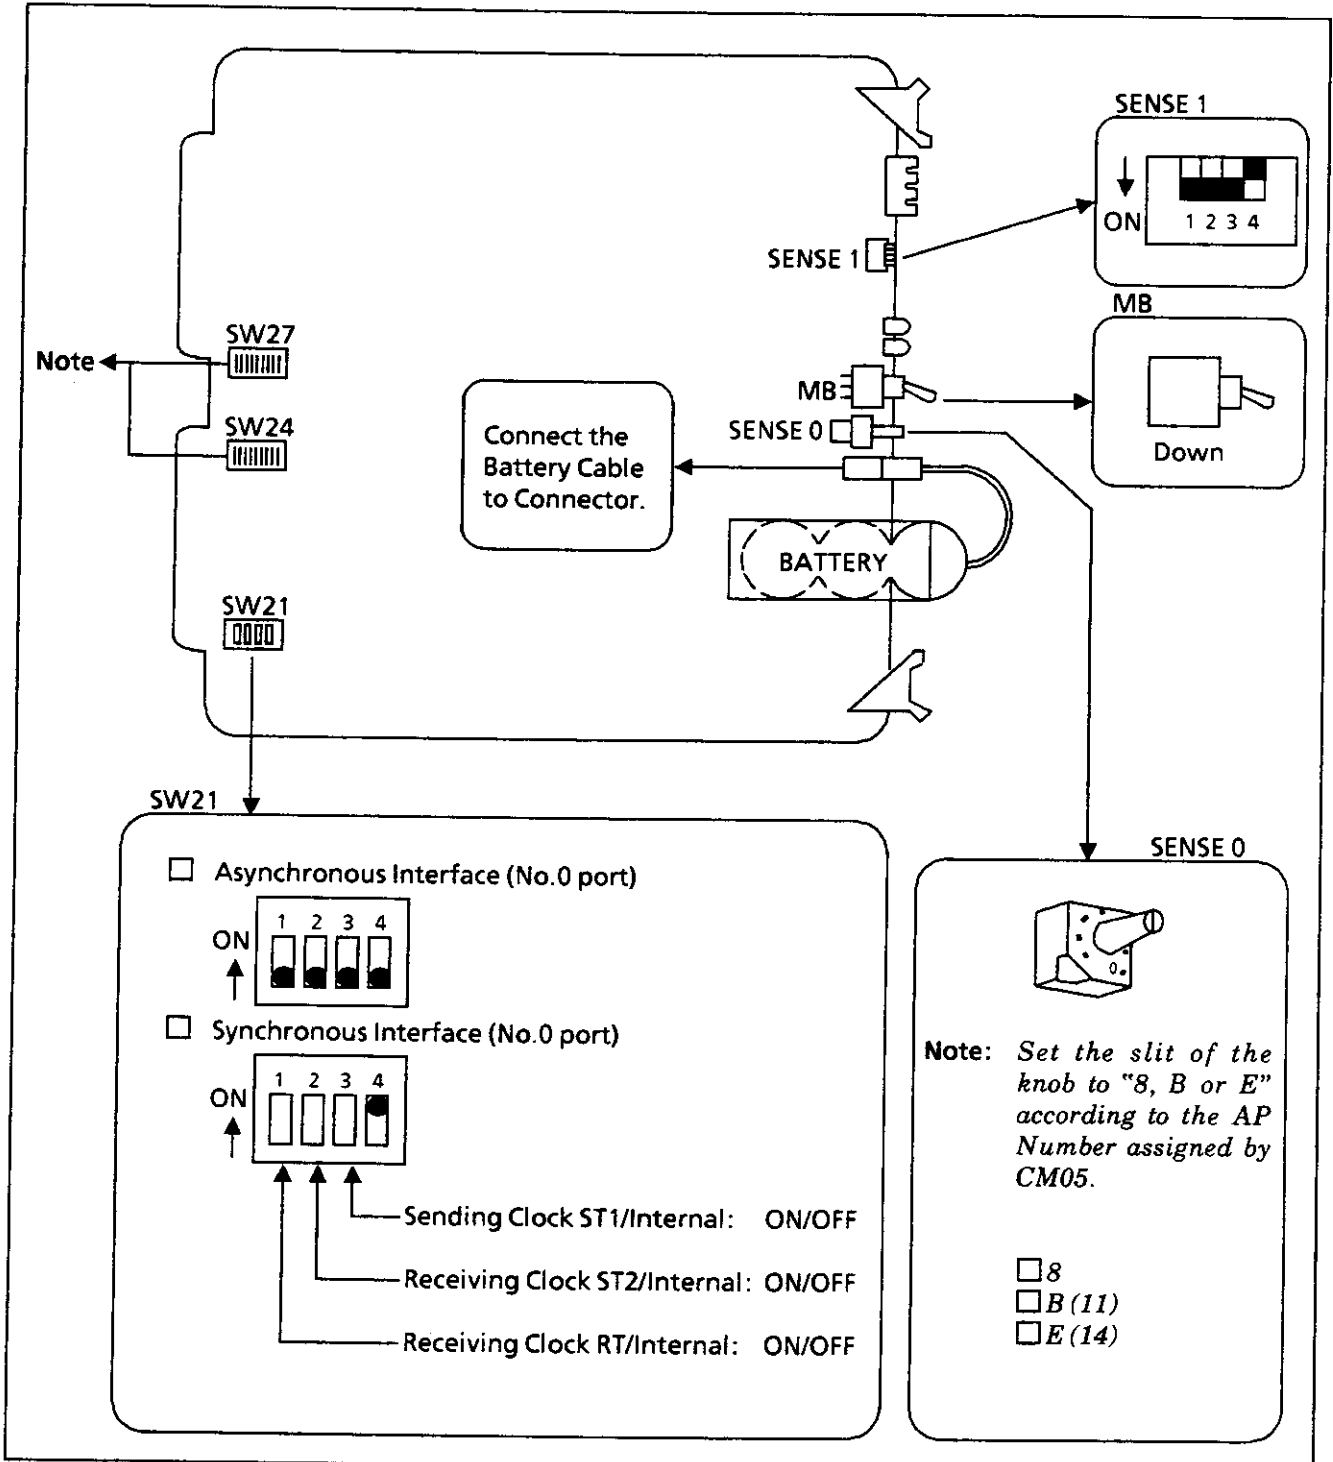 SENSE 1
ON
1 2 3 4
SENSE 1
MB
Down
SW27
Note
SW24
MB
SENSE 0
Connect the
Battery Cable
to Connector.
BATTERY
SW21
SW21
Asynchronous Interface (No.0 port)
1 2 3 4
ON
Synchronous Interface (No.0 port)
1 2 3 4
ON
Sending Clock ST1/Internal: ON/OFF
Receiving Clock ST2/Internal: ON/OFF
Receiving Clock RT/Internal: ON/OFF
SENSE 0
0
Note: Set the slit of the
knob to "8, B or E"
according to the AP
Number assigned by
CM05.
8
B (11)
E (14)